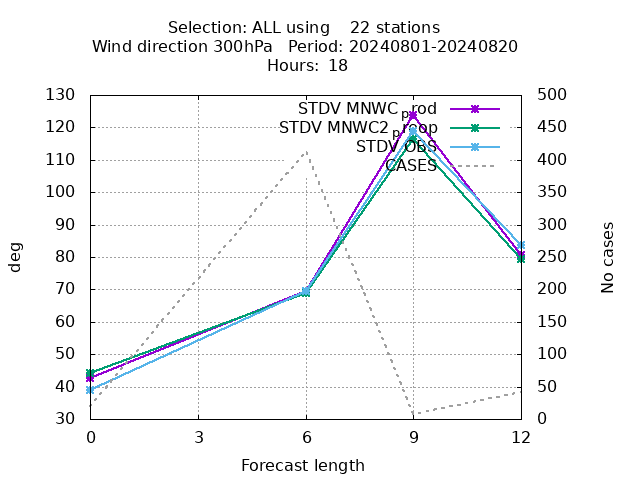 Selection: ALL using    22 stations
Wind direction 300hPa   Period: 20240801-20240820
Hours:  18
STDV MNWC_prod
STDV MNWC2_preop
STDV OBS
CASES
130
120
110
100
90
80
70
60
50
40
30
500
450
400
350
300
250
200
150
100
50
0
deg
No cases
0 3 6 9 12
Forecast length